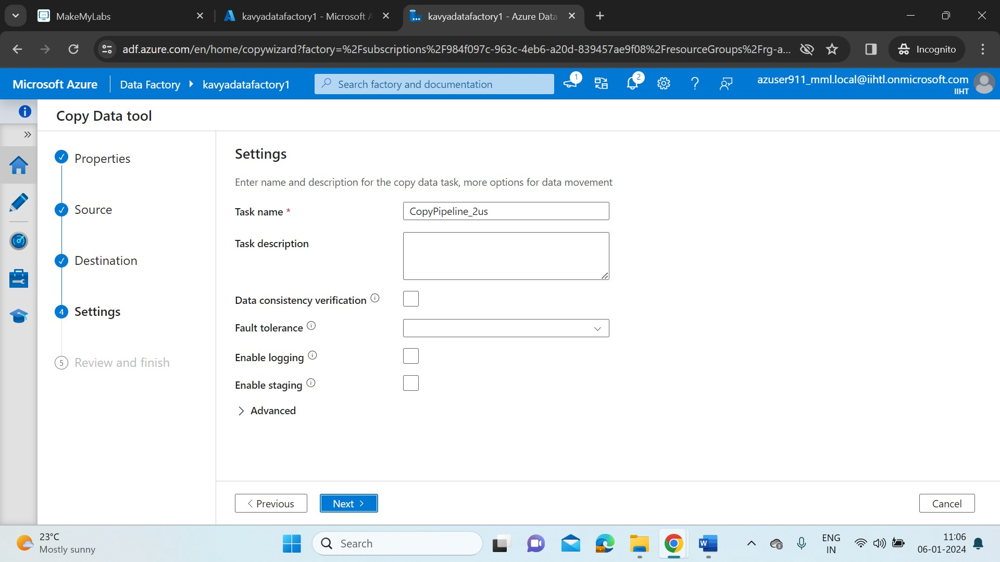 MakeMyLabs
kavyadatafactory1 - Microsoft A
kavyadatafactory1 - Azure Data
adf.azure.com/en/home/copywizard?factory=%2Fsubscriptions%2F984f097c-963c-4eb6-a20d-839457ae9f08%2FresourceGroups%2Frg-a...
Incognito
Microsoft Azure
Data Factory
kavyadatafactory1
Search factory and documentation
1
2
azuser911_mml.local@iihtl.onmicrosoft.com
IIHT
Copy Data tool
Properties
Source
Destination
4 Settings
5 Review and finish
Settings
Enter name and description for the copy data task, more options for data movement
Task name *
CopyPipeline_2us
Task description
Data consistency verification
Fault tolerance
Enable logging
Enable staging
Advanced
Previous
Next
Cancel
23°C
Mostly sunny
Search
ENG
IN
11:06
06-01-2024